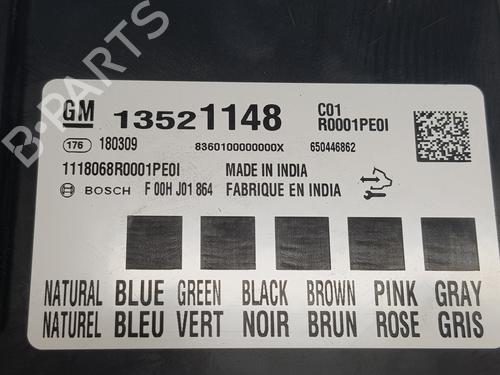 GM 13521148 C01
R0001PE0I
176 180309 8360100000000X 650446862
1118068R0001PE0I MADE IN INDIA
BOSCH F 00H J01 864 FABRIQUE EN INDIA
NATURAL BLUE GREEN BLACK BROWN PINK GRAY
NATUREL BLEU VERT NOIR BRUN ROSE GRIS
B-PARTS